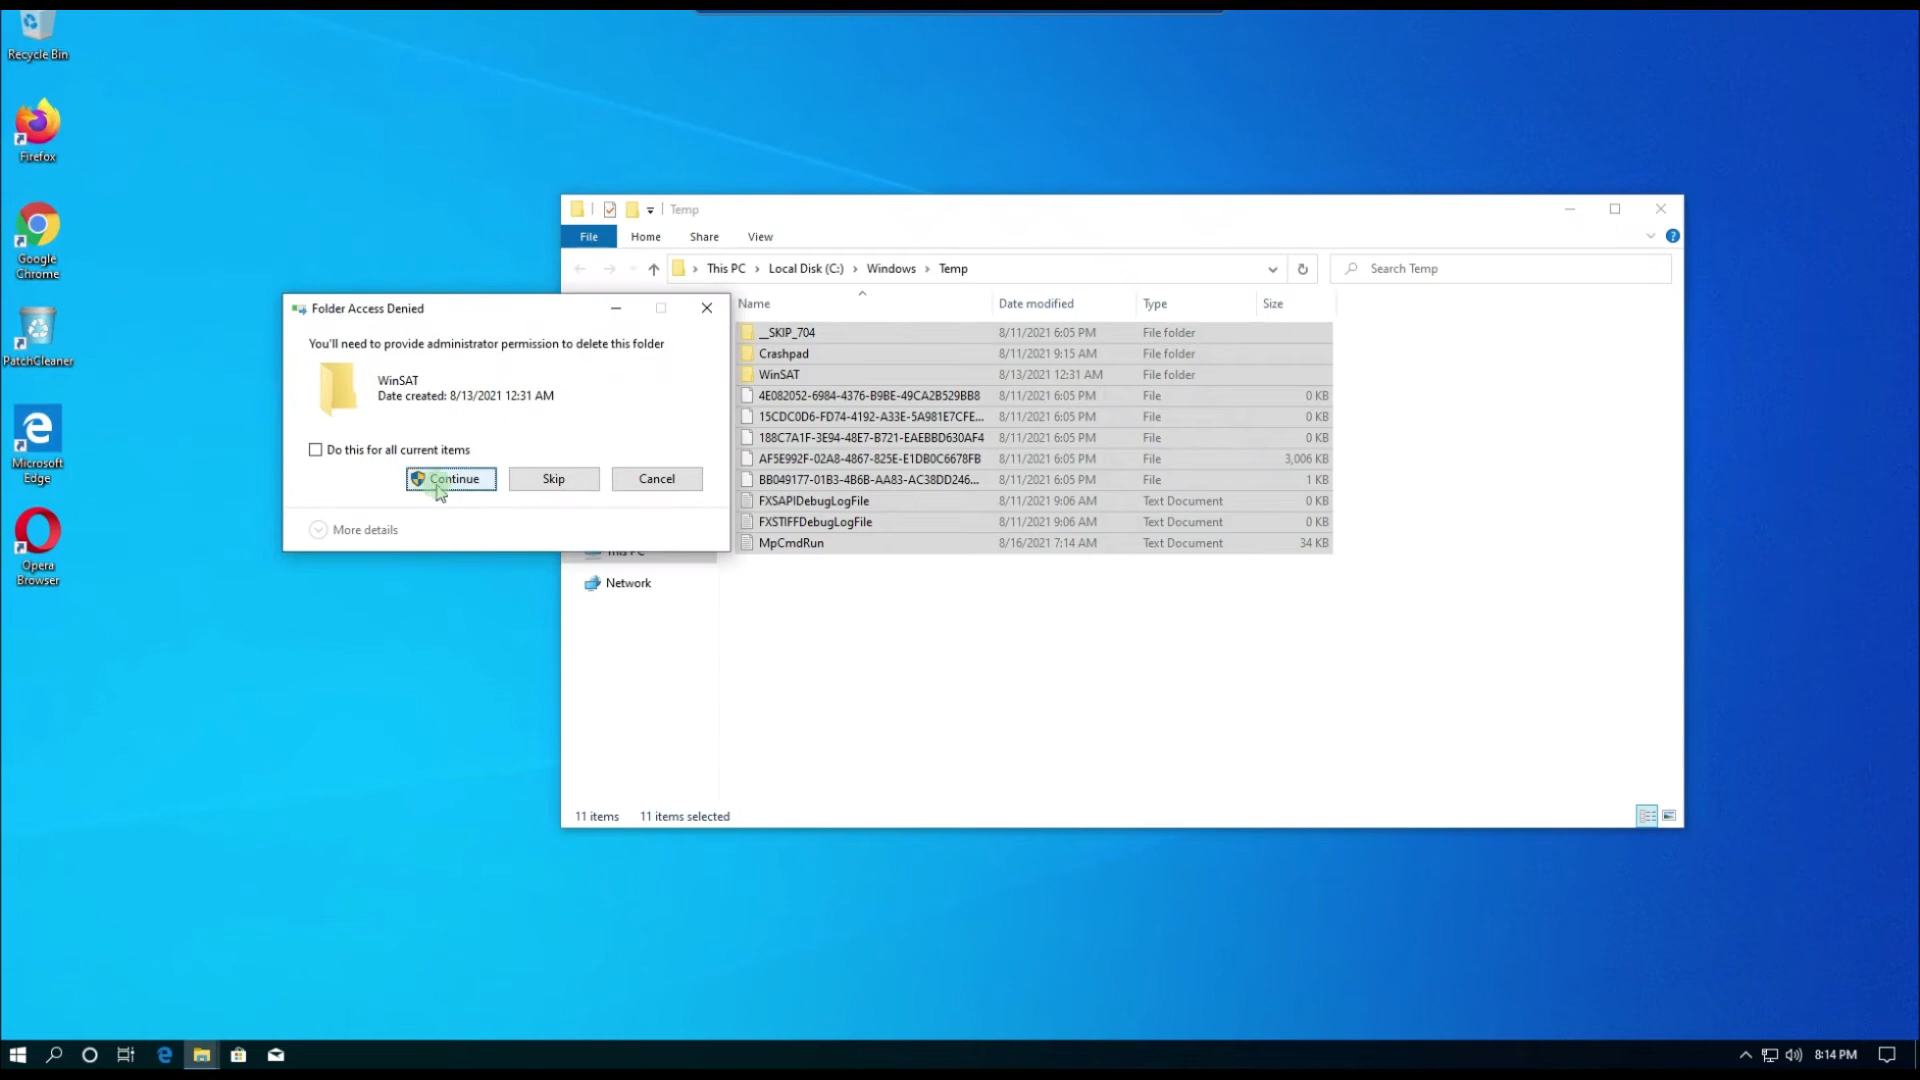 Recycle Bin
Firefox
Google
Chrome
PatchCleaner
Microsoft
Edge
Opera
Browser
Temp
File Home Share View
This PC Local Disk (C:) Windows Temp
Search Temp
Name Date modified Type Size
__SKIP_704 8/11/2021 6:05 PM File folder
Crashpad 8/11/2021 9:15 AM File folder
WinSAT 8/13/2021 12:31 AM File folder
4E082052-6984-4376-B9BE-49CA2B529BB8 8/11/2021 6:05 PM File 0 KB
15CDC0D6-FD74-4192-A33E-5A981E7CFE... 8/11/2021 6:05 PM File 0 KB
188C7A1F-3E94-48E7-B721-EAEBBD630AF4 8/11/2021 6:05 PM File 0 KB
AF5E992F-02A8-4867-825E-E1DB0C6678FB 8/11/2021 6:05 PM File 3,006 KB
BB049177-01B3-4B6B-AA83-AC38DD246... 8/11/2021 6:05 PM File 1 KB
FXSAPIDebugLogFile 8/11/2021 9:06 AM Text Document 0 KB
FXSTIFFDebugLogFile 8/11/2021 9:06 AM Text Document 0 KB
MpCmdRun 8/16/2021 7:14 AM Text Document 34 KB
Folder Access Denied
You'll need to provide administrator permission to delete this folder
WinSAT
Date created: 8/13/2021 12:31 AM
Do this for all current items
Continue Skip Cancel
More details
This PC
Network
11 items 11 items selected
8:14 PM